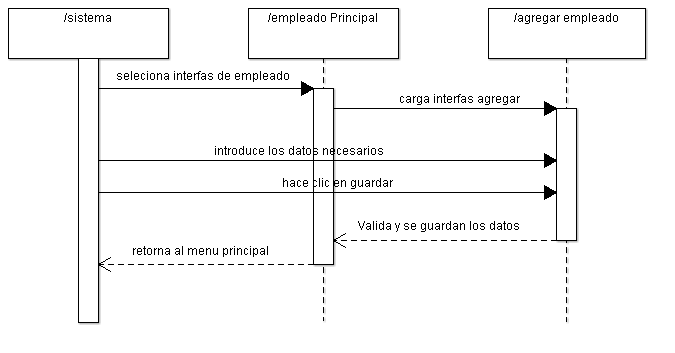 /sistema
/empleado Principal
/agregar empleado
seleciona interfas de empleado
carga interfas agregar
introduce los datos necesarios
hace clic en guardar
Valida y se guardan los datos
retorna al menu principal